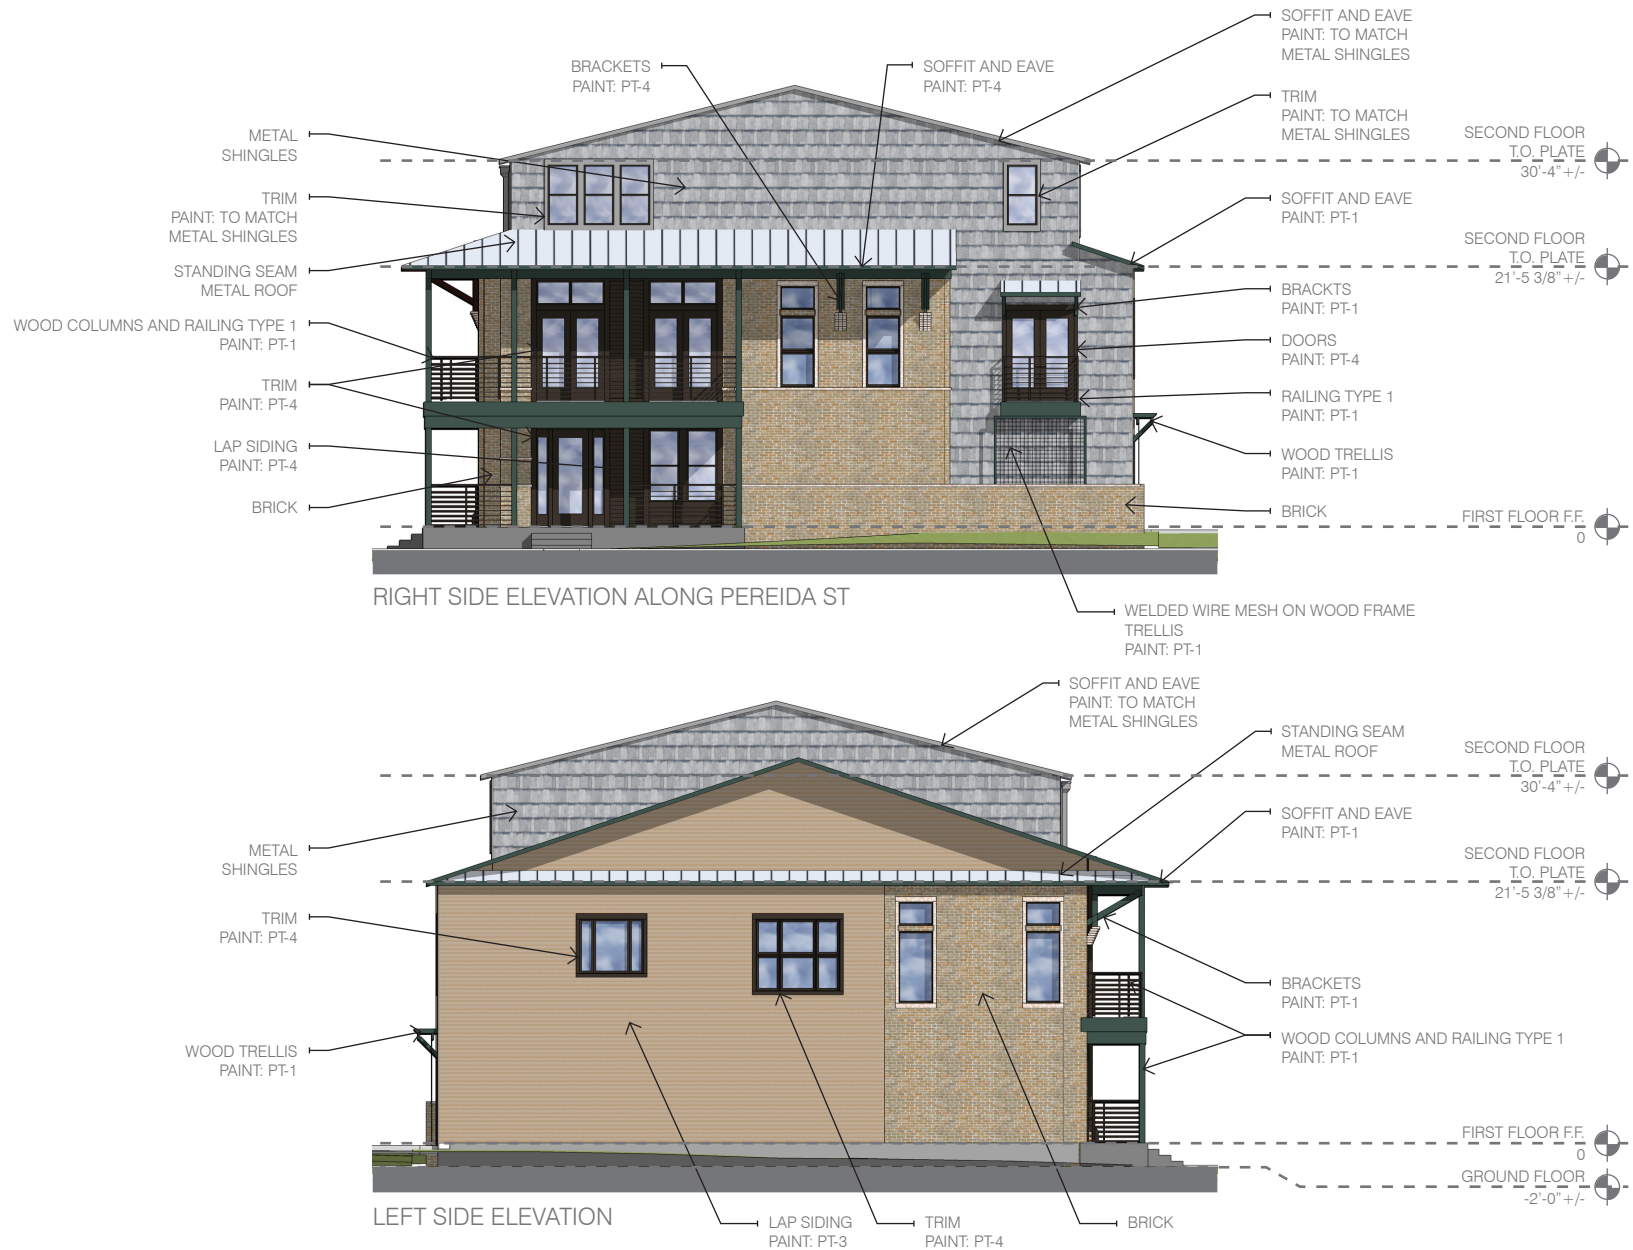 SOFFIT AND EAVE
PAINT: TO MATCH
METAL SHINGLES
BRACKETS
PAINT: PT-4
SOFFIT AND EAVE
PAINT: PT-4
TRIM
PAINT: TO MATCH
METAL SHINGLES
METAL
SHINGLES
SECOND FLOOR
T.O. PLATE
30'-4"+/-
TRIM
PAINT: TO MATCH
METAL SHINGLES
SOFFIT AND EAVE
PAINT: PT-1
SECOND FLOOR
T.O. PLATE
21'-5 3/8"+/-
STANDING SEAM
METAL ROOF
BRACKTS
PAINT: PT-1
WOOD COLUMNS AND RAILING TYPE 1
PAINT: PT-1
DOORS
PAINT: PT-4
TRIM
PAINT: PT-4
RAILING TYPE 1
PAINT: PT-1
LAP SIDING
PAINT: PT-4
WOOD TRELLIS
PAINT: PT-1
BRICK
BRICK
FIRST FLOOR F.F.
0
RIGHT SIDE ELEVATION ALONG PEREIDA ST
WELDED WIRE MESH ON WOOD FRAME
TRELLIS
PAINT: PT-1
SOFFIT AND EAVE
PAINT: TO MATCH
METAL SHINGLES
STANDING SEAM
METAL ROOF
SECOND FLOOR
T.O. PLATE
30'-4"+/-
SOFFIT AND EAVE
PAINT: PT-1
METAL
SHINGLES
SECOND FLOOR
T.O. PLATE
21'-5 3/8"+/-
TRIM
PAINT: PT-4
BRACKETS
PAINT: PT-1
WOOD TRELLIS
PAINT: PT-1
WOOD COLUMNS AND RAILING TYPE 1
PAINT: PT-1
FIRST FLOOR F.F.
0
GROUND FLOOR
-2'-0"+/-
LEFT SIDE ELEVATION
LAP SIDING
PAINT: PT-3
TRIM
PAINT: PT-4
BRICK